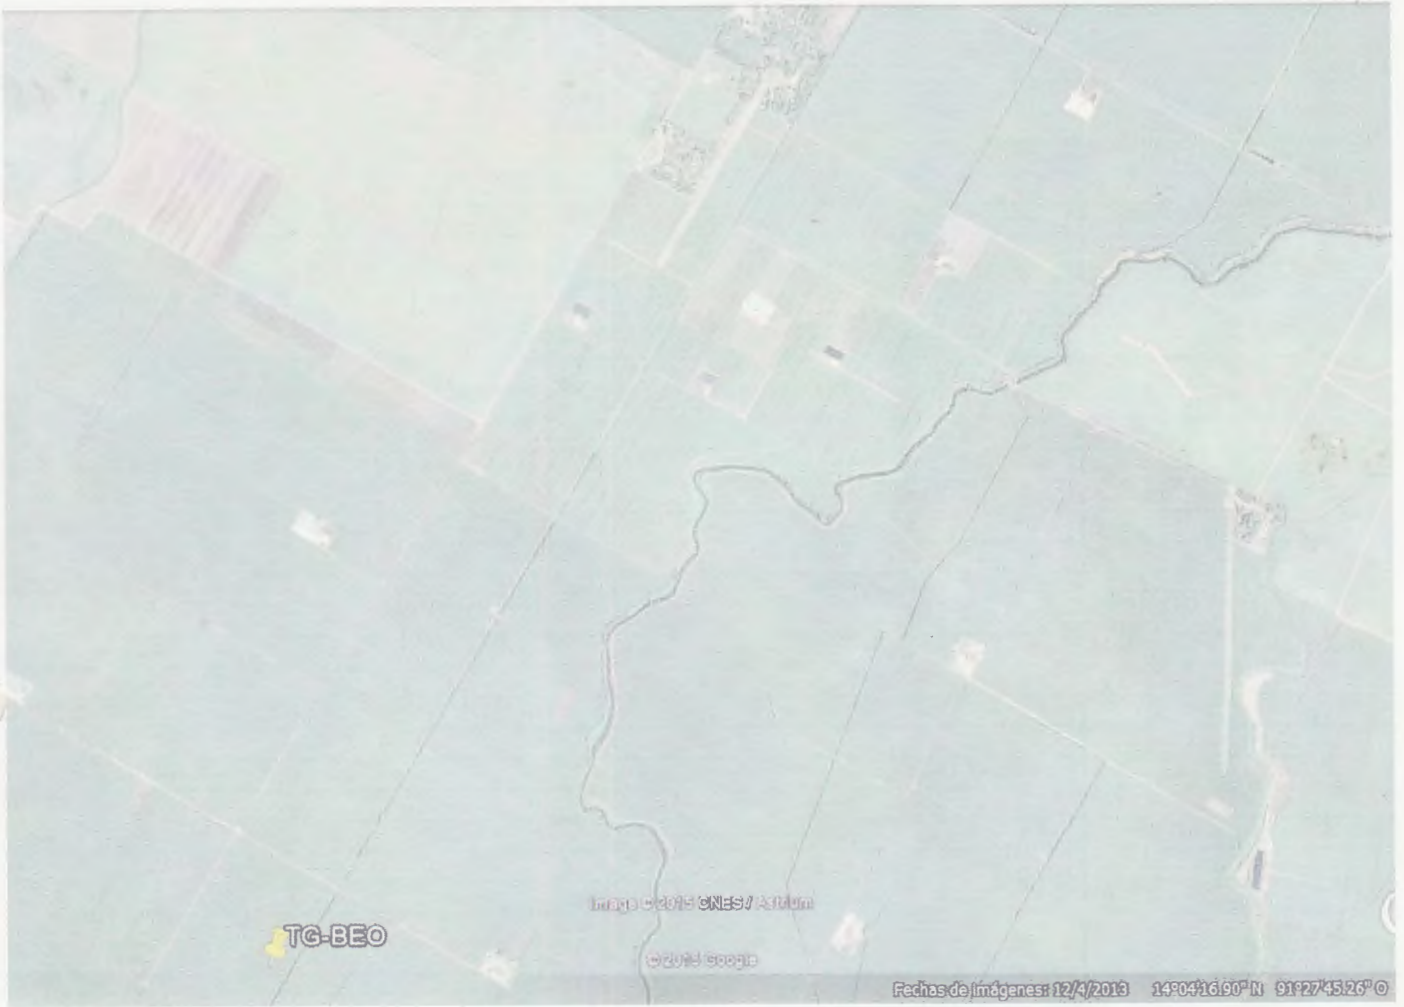 Image © 2015 CNES / Astrium
TG-BEO
© 2015 Google
Fechas de imágenes: 12/4/2013 14°04'16.90" N 91°27'45.26" O